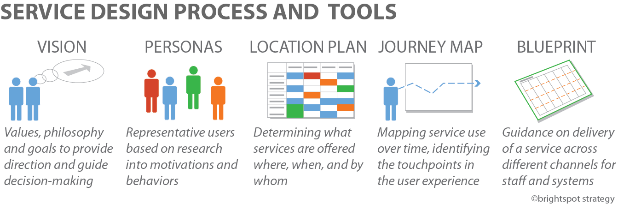 SERVICE DESIGN PROCESS AND TOOLS
VISION
Values, philosophy
and goals to provide
direction and guide
decision-making
PERSONAS
Representative users
based on research
into motivations and
behaviors
LOCATION PLAN
Determining what
services are offered
where, when, and by
whom
JOURNEY MAP
Mapping service use
over time, identifying
the touchpoints in
the user experience
BLUEPRINT
Guidance on delivery
of a service across
different channels for
staff and systems
©brightspot strategy